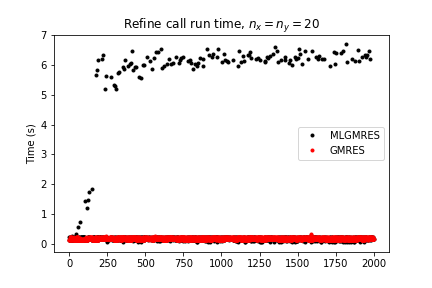 Refine call run time, $n_x = n_y = 20$
7
6
5
4
3
2
1
0
Time (s)
MLGMRES
GMRES
0 250 500 750 1000 1250 1500 1750 2000